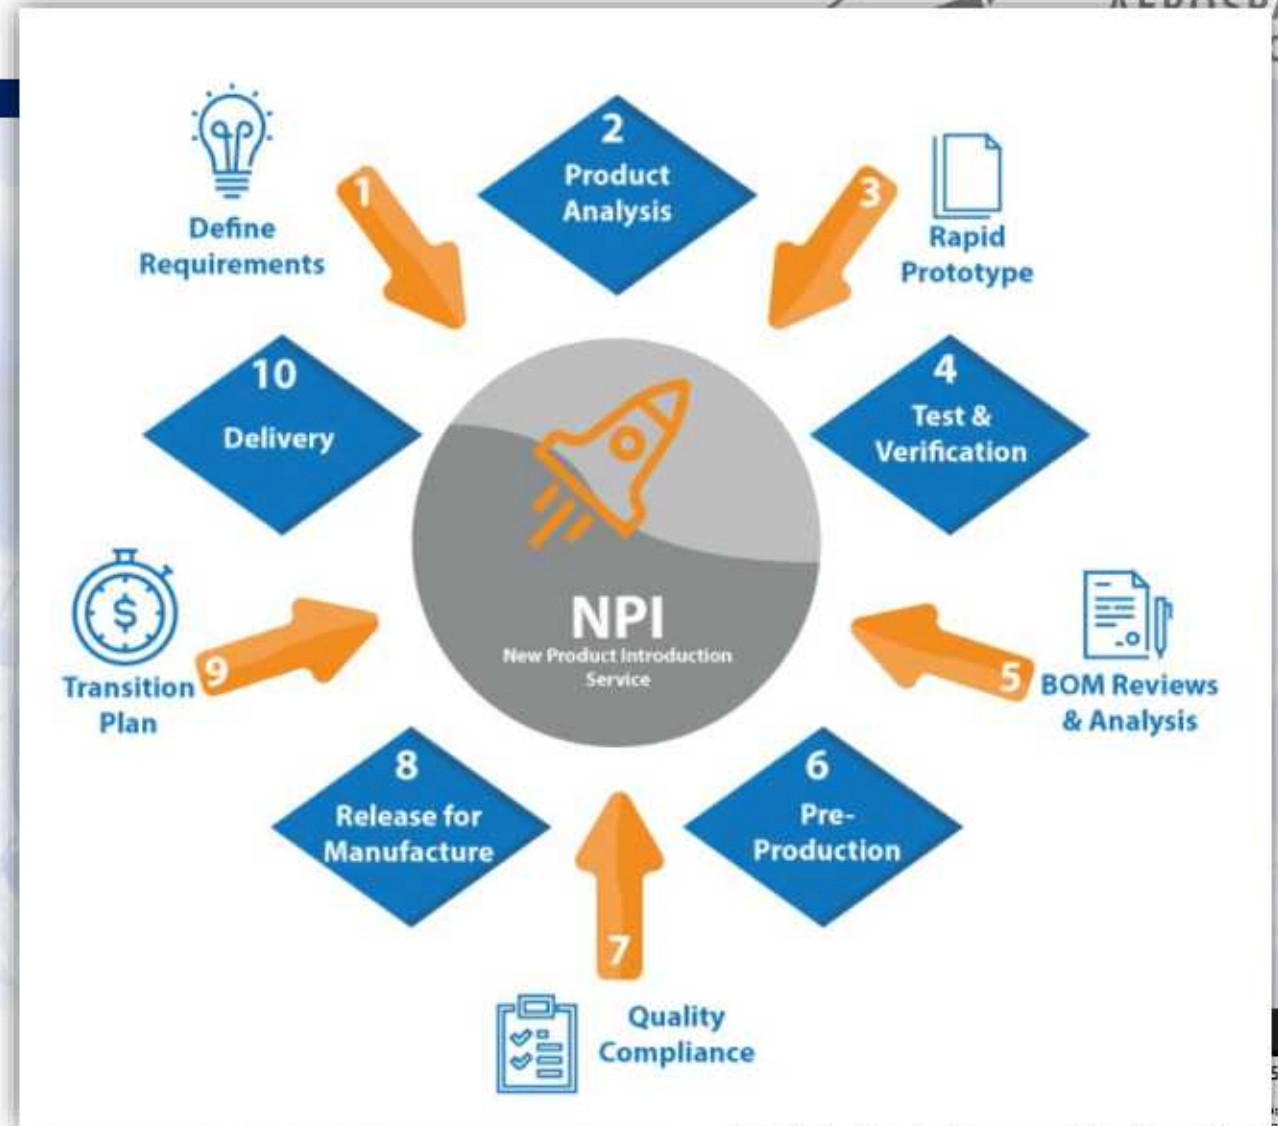 1
Define
Requirements
2
Product
Analysis
3
Rapid
Prototype
4
Test &
Verification
5
BOM Reviews
& Analysis
6
Pre-
Production
7
Quality
Compliance
8
Release for
Manufacture
9
Transition
Plan
10
Delivery
NPI
New Product Introduction
Service